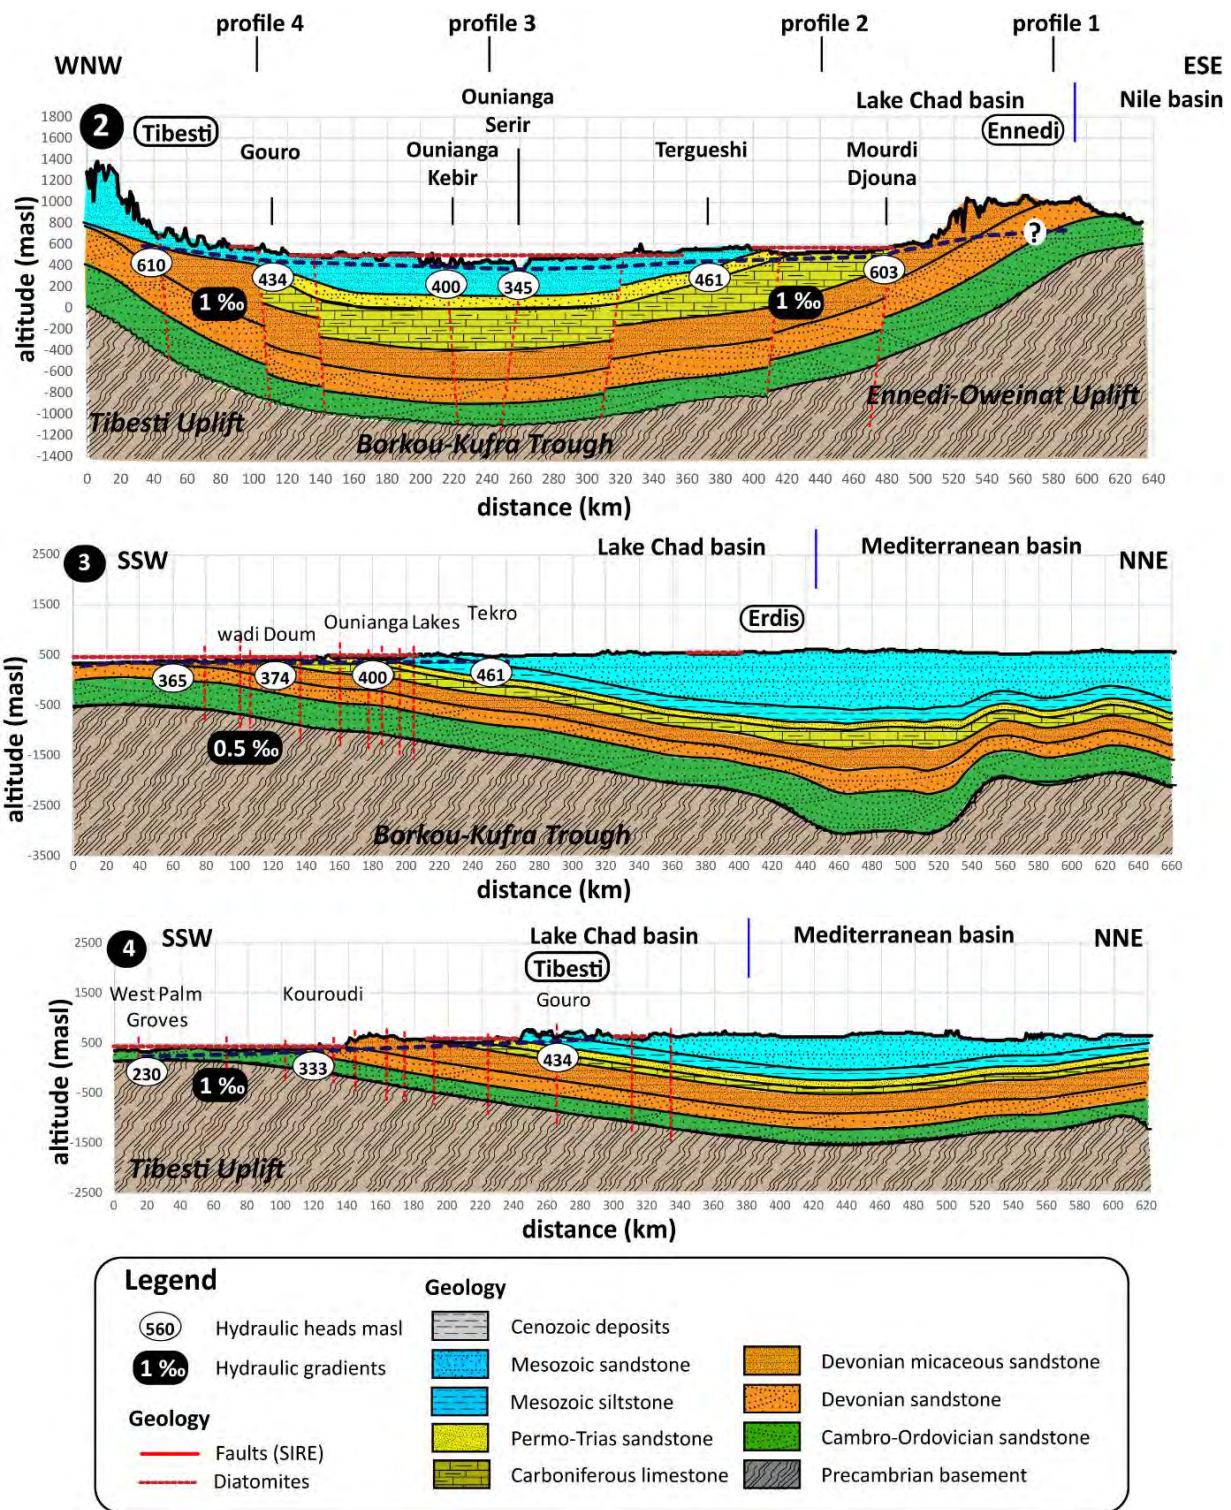 profile 4 profile 3 profile 2 profile 1
WNW ESE
Ounianga Serir
Lake Chad basin Nile basin
2 Tibesti Ennedi
Gouro Ounianga Kebir Tergueshi Mourdi Djouna
altitude (masl)
1800
1600
1400
1200
1000
800
600
400
200
0
-200
-400
-600
-800
-1000
-1200
-1400
?
610 434 400 345 461 603
1 ‰ 1 ‰
Tibesti Uplift Borkou-Kufra Trough Ennedi-Oweinat Uplift
0 20 40 60 80 100 120 140 160 180 200 220 240 260 280 300 320 340 360 380 400 420 440 460 480 500 520 540 560 580 600 620 640
distance (km)
3 SSW Lake Chad basin Mediterranean basin NNE
altitude (masl)
2500
1500
500
-500
-1500
-2500
-3500
wadi Doum Ounianga Lakes Tekro Erdis
365 374 400 461
0.5 ‰
Borkou-Kufra Trough
0 20 40 60 80 100 120 140 160 180 200 220 240 260 280 300 320 340 360 380 400 420 440 460 480 500 520 540 560 580 600 620 640 660
distance (km)
4 SSW Lake Chad basin Mediterranean basin NNE
Tibesti
altitude (masl)
2500
1500
500
-500
-1500
-2500
West Palm Groves Kouroudi Gouro
230 333 434
1 ‰
Tibesti Uplift
0 20 40 60 80 100 120 140 160 180 200 220 240 260 280 300 320 340 360 380 400 420 440 460 480 500 520 540 560 580 600 620
distance (km)
Legend
560 Hydraulic heads masl
1 ‰ Hydraulic gradients
Geology
Faults (SIRE)
Diatomites
Geology
Cenozoic deposits
Mesozoic sandstone
Mesozoic siltstone
Permo-Trias sandstone
Carboniferous limestone
Devonian micaceous sandstone
Devonian sandstone
Cambro-Ordovician sandstone
Precambrian basement